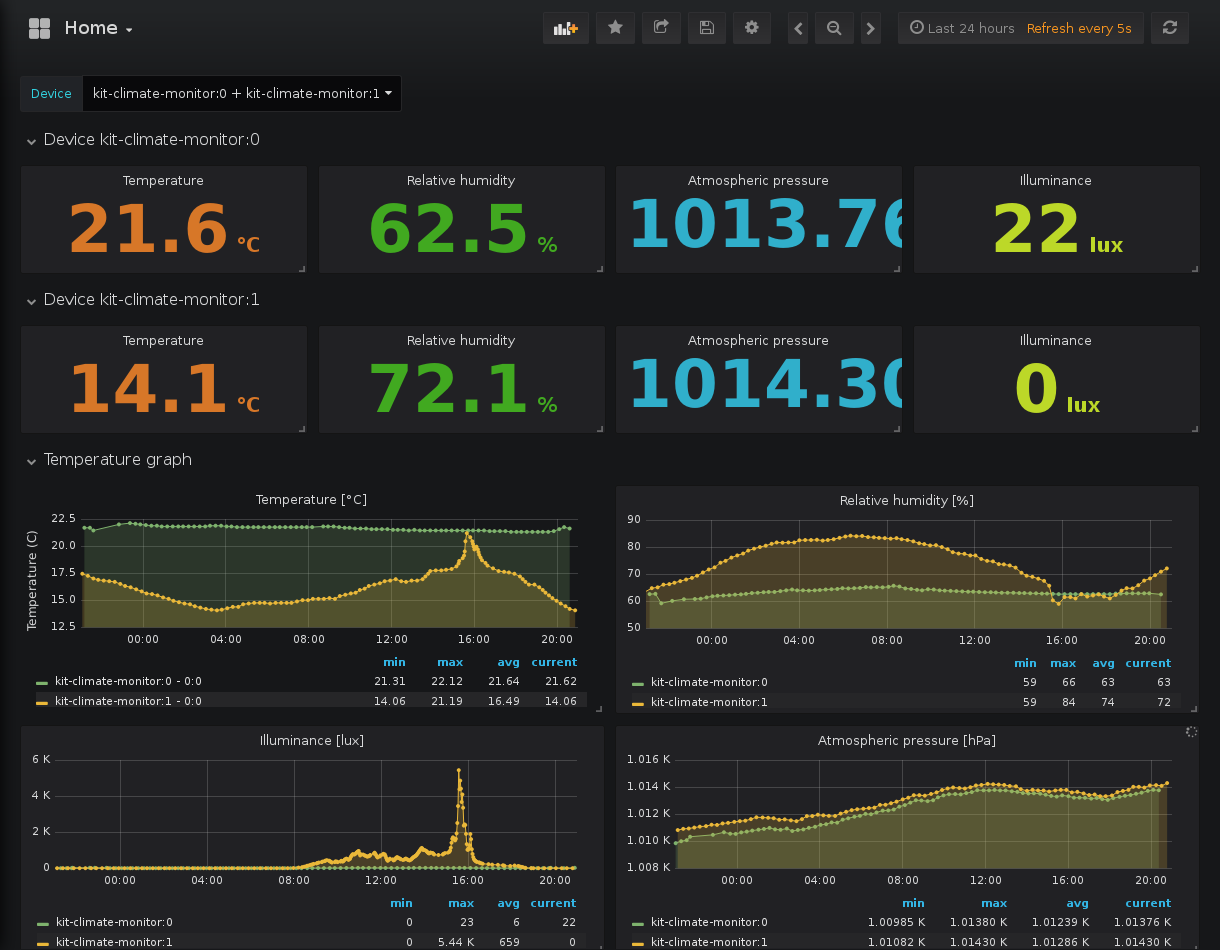 Home
Last 24 hours Refresh every 5s
Device kit-climate-monitor:0 + kit-climate-monitor:1
Device kit-climate-monitor:0
Temperature Relative humidity Atmospheric pressure Illuminance
21.6 °C 62.5 % 1013.76 22 lux
Device kit-climate-monitor:1
Temperature Relative humidity Atmospheric pressure Illuminance
14.1 °C 72.1 % 1014.30 0 lux
Temperature graph
Temperature [°C]
Temperature (C)
22.5
20.0
17.5
15.0
12.5
00:00 04:00 08:00 12:00 16:00 20:00
min max avg current
kit-climate-monitor:0 - 0:0 21.31 22.12 21.64 21.62
kit-climate-monitor:1 - 0:0 14.06 21.19 16.49 14.06
Relative humidity [%]
90
80
70
60
50
00:00 04:00 08:00 12:00 16:00 20:00
min max avg current
kit-climate-monitor:0 59 66 63 63
kit-climate-monitor:1 59 84 74 72
Illuminance [lux]
6 K
4 K
2 K
0
00:00 04:00 08:00 12:00 16:00 20:00
min max avg current
kit-climate-monitor:0 0 23 6 22
kit-climate-monitor:1 0 5.44 K 659 0
Atmospheric pressure [hPa]
1.016 K
1.014 K
1.012 K
1.010 K
1.008 K
00:00 04:00 08:00 12:00 16:00 20:00
min max avg current
kit-climate-monitor:0 1.00985 K 1.01380 K 1.01239 K 1.01376 K
kit-climate-monitor:1 1.01082 K 1.01430 K 1.01286 K 1.01430 K